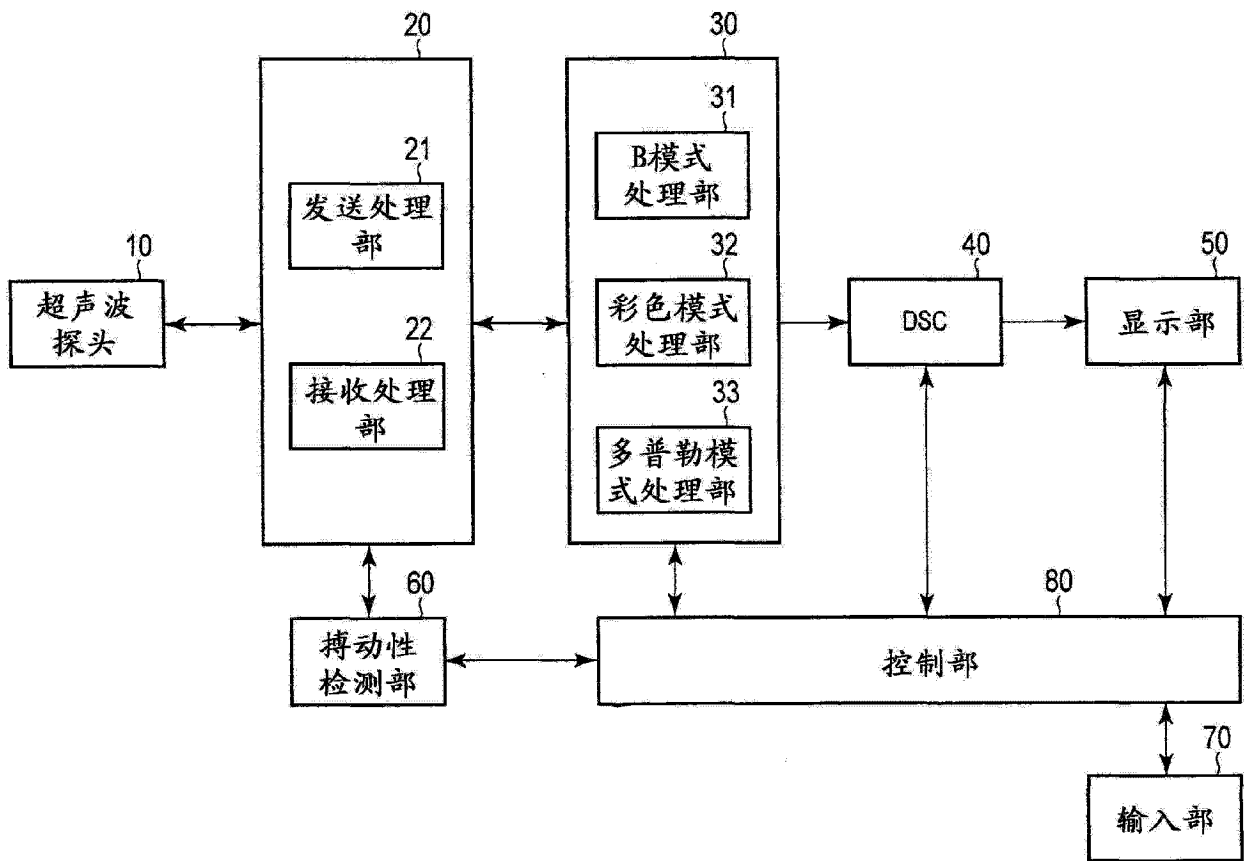 20
30
31
B模式
处理部
21
发送处理
部
10
超声波
探头
32
彩色模式
处理部
40
DSC
50
显示部
22
接收处理
部
33
多普勒模
式处理部
60
搏动性
检测部
80
控制部
70
输入部